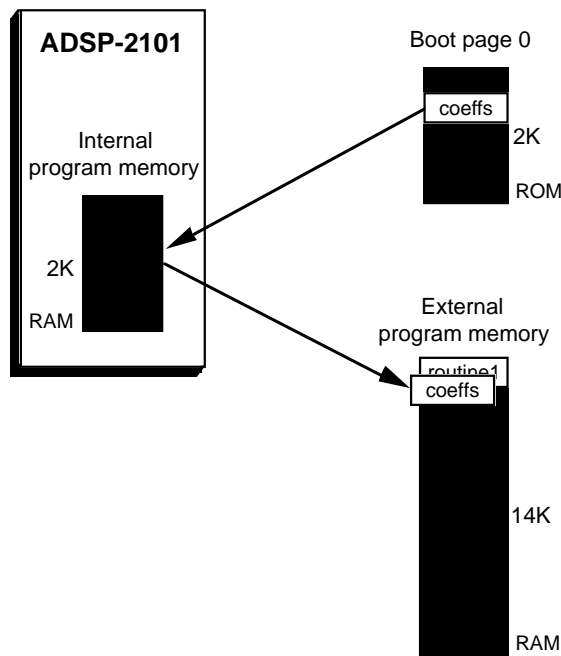 ADSP-2101
Internal
program memory
2K
RAM
Boot page 0
coeffs
2K
ROM
External
program memory
routine1
coeffs
14K
RAM